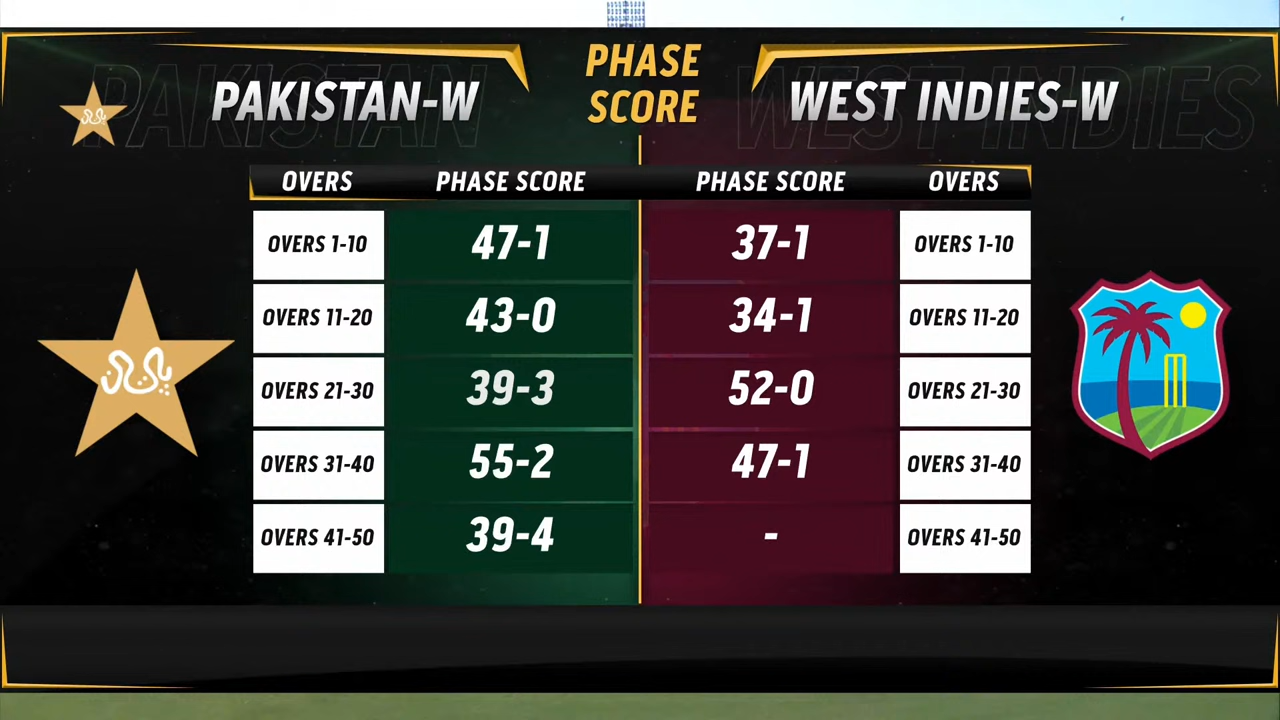 PHASE
SCORE
PAKISTAN
PAKISTAN-W
WEST INDIES
WEST INDIES-W
OVERS PHASE SCORE PHASE SCORE OVERS
OVERS 1-10 47-1 37-1 OVERS 1-10
OVERS 11-20 43-0 34-1 OVERS 11-20
OVERS 21-30 39-3 52-0 OVERS 21-30
OVERS 31-40 55-2 47-1 OVERS 31-40
OVERS 41-50 39-4 - OVERS 41-50